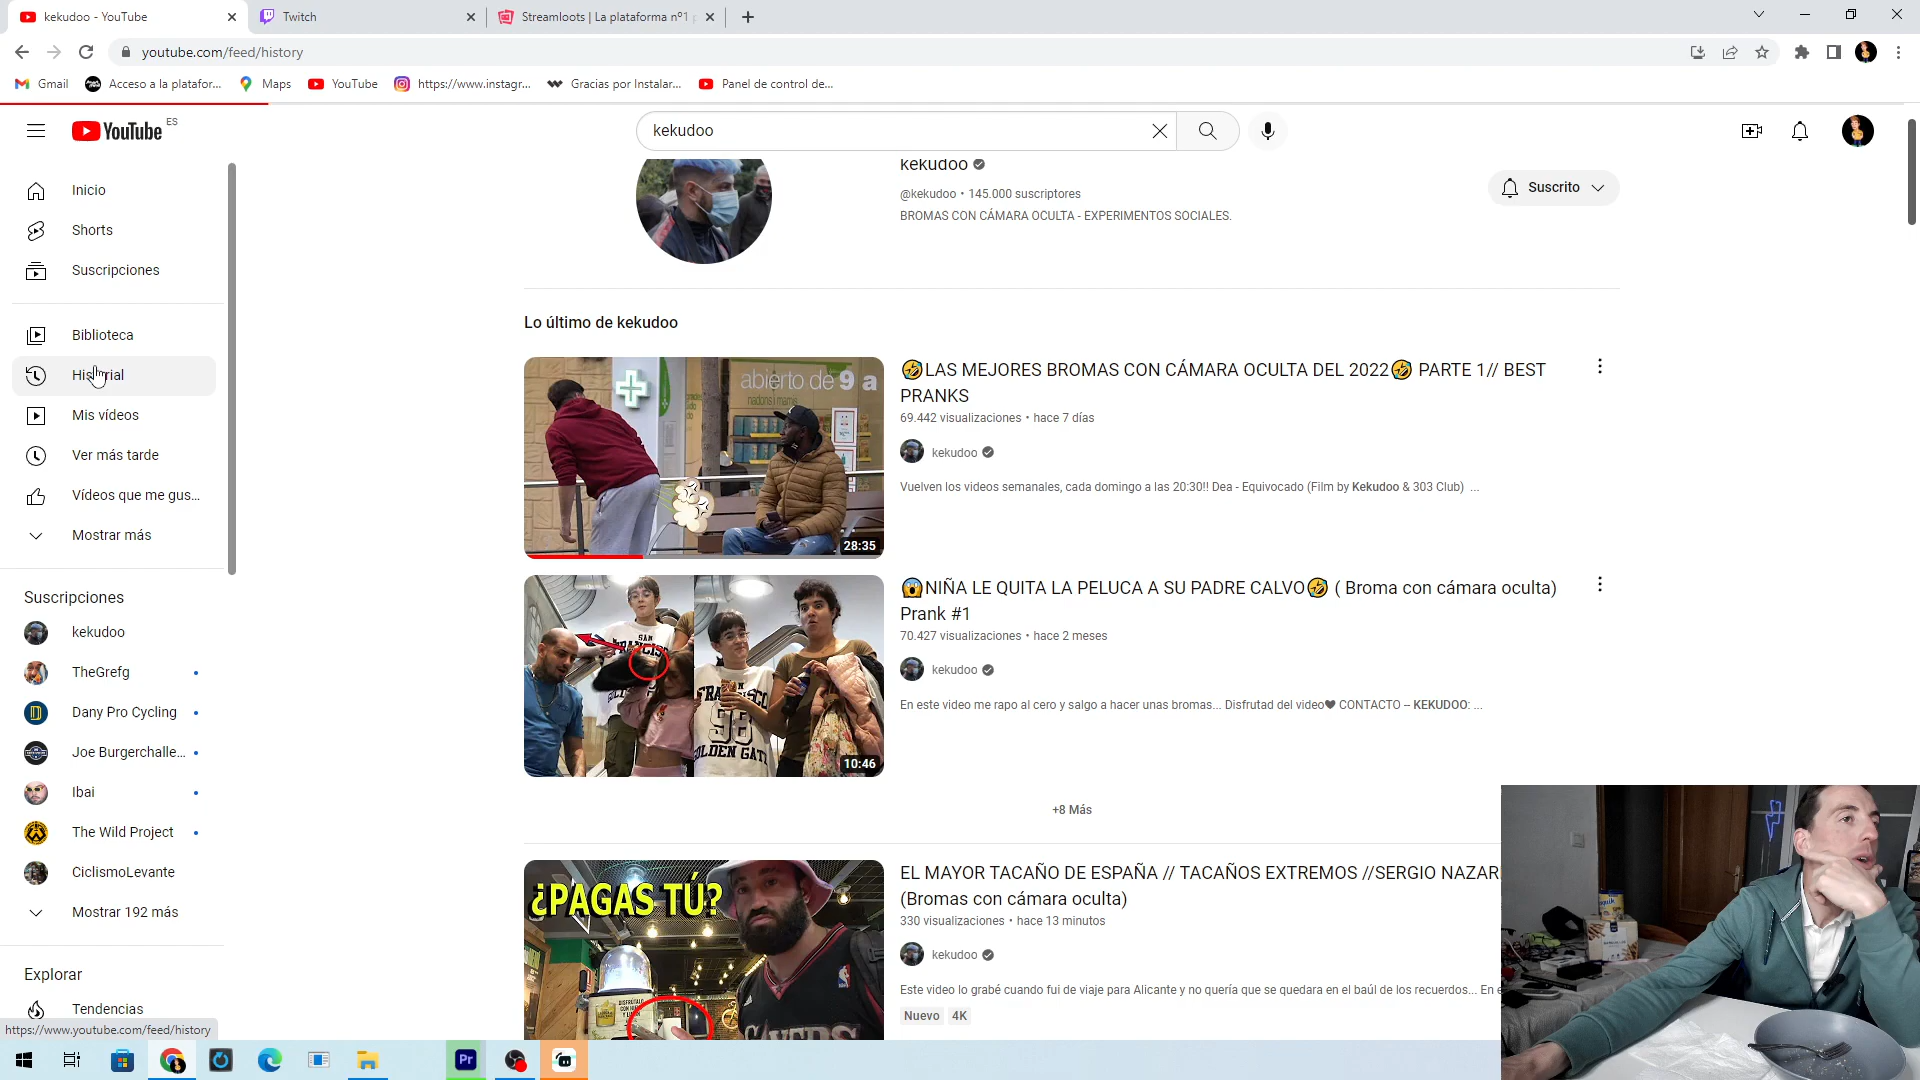 kekudoo - YouTube
Twitch
Streamloots | La plataforma nº1
youtube.com/feed/history
Gmail
Acceso a la platafor...
Maps
YouTube
https://www.instagr...
Gracias por Instalar...
Panel de control de...
YouTube ES
kekudoo
Inicio
Shorts
Suscripciones
Biblioteca
Historial
Mis vídeos
Ver más tarde
Vídeos que me gus...
Mostrar más
Suscripciones
kekudoo
TheGrefg
Dany Pro Cycling
Joe Burgerchalle...
Ibai
The Wild Project
CiclismoLevante
Mostrar 192 más
Explorar
Tendencias
https://www.youtube.com/feed/history
kekudoo
@kekudoo • 145.000 suscriptores
BROMAS CON CÁMARA OCULTA - EXPERIMENTOS SOCIALES.
Suscrito
Lo último de kekudoo
abierto de 9 a
28:35
🤣LAS MEJORES BROMAS CON CÁMARA OCULTA DEL 2022🤣 PARTE 1// BEST
PRANKS
69.442 visualizaciones • hace 7 días
kekudoo
Vuelven los videos semanales, cada domingo a las 20:30!! Dea - Equivocado (Film by Kekudoo & 303 Club) ...
10:46
😱NIÑA LE QUITA LA PELUCA A SU PADRE CALVO🤣 ( Broma con cámara oculta)
Prank #1
70.427 visualizaciones • hace 2 meses
kekudoo
En este video me rapo al cero y salgo a hacer unas bromas... Disfrutad del video♥ CONTACTO – KEKUDOO: ...
+8 Más
¿PAGAS TÚ?
EL MAYOR TACAÑO DE ESPAÑA // TACAÑOS EXTREMOS //SERGIO NAZAR
(Bromas con cámara oculta)
330 visualizaciones • hace 13 minutos
kekudoo
Este video lo grabé cuando fui de viaje para Alicante y no quería que se quedara en el baúl de los recuerdos... En
Nuevo 4K
Pr